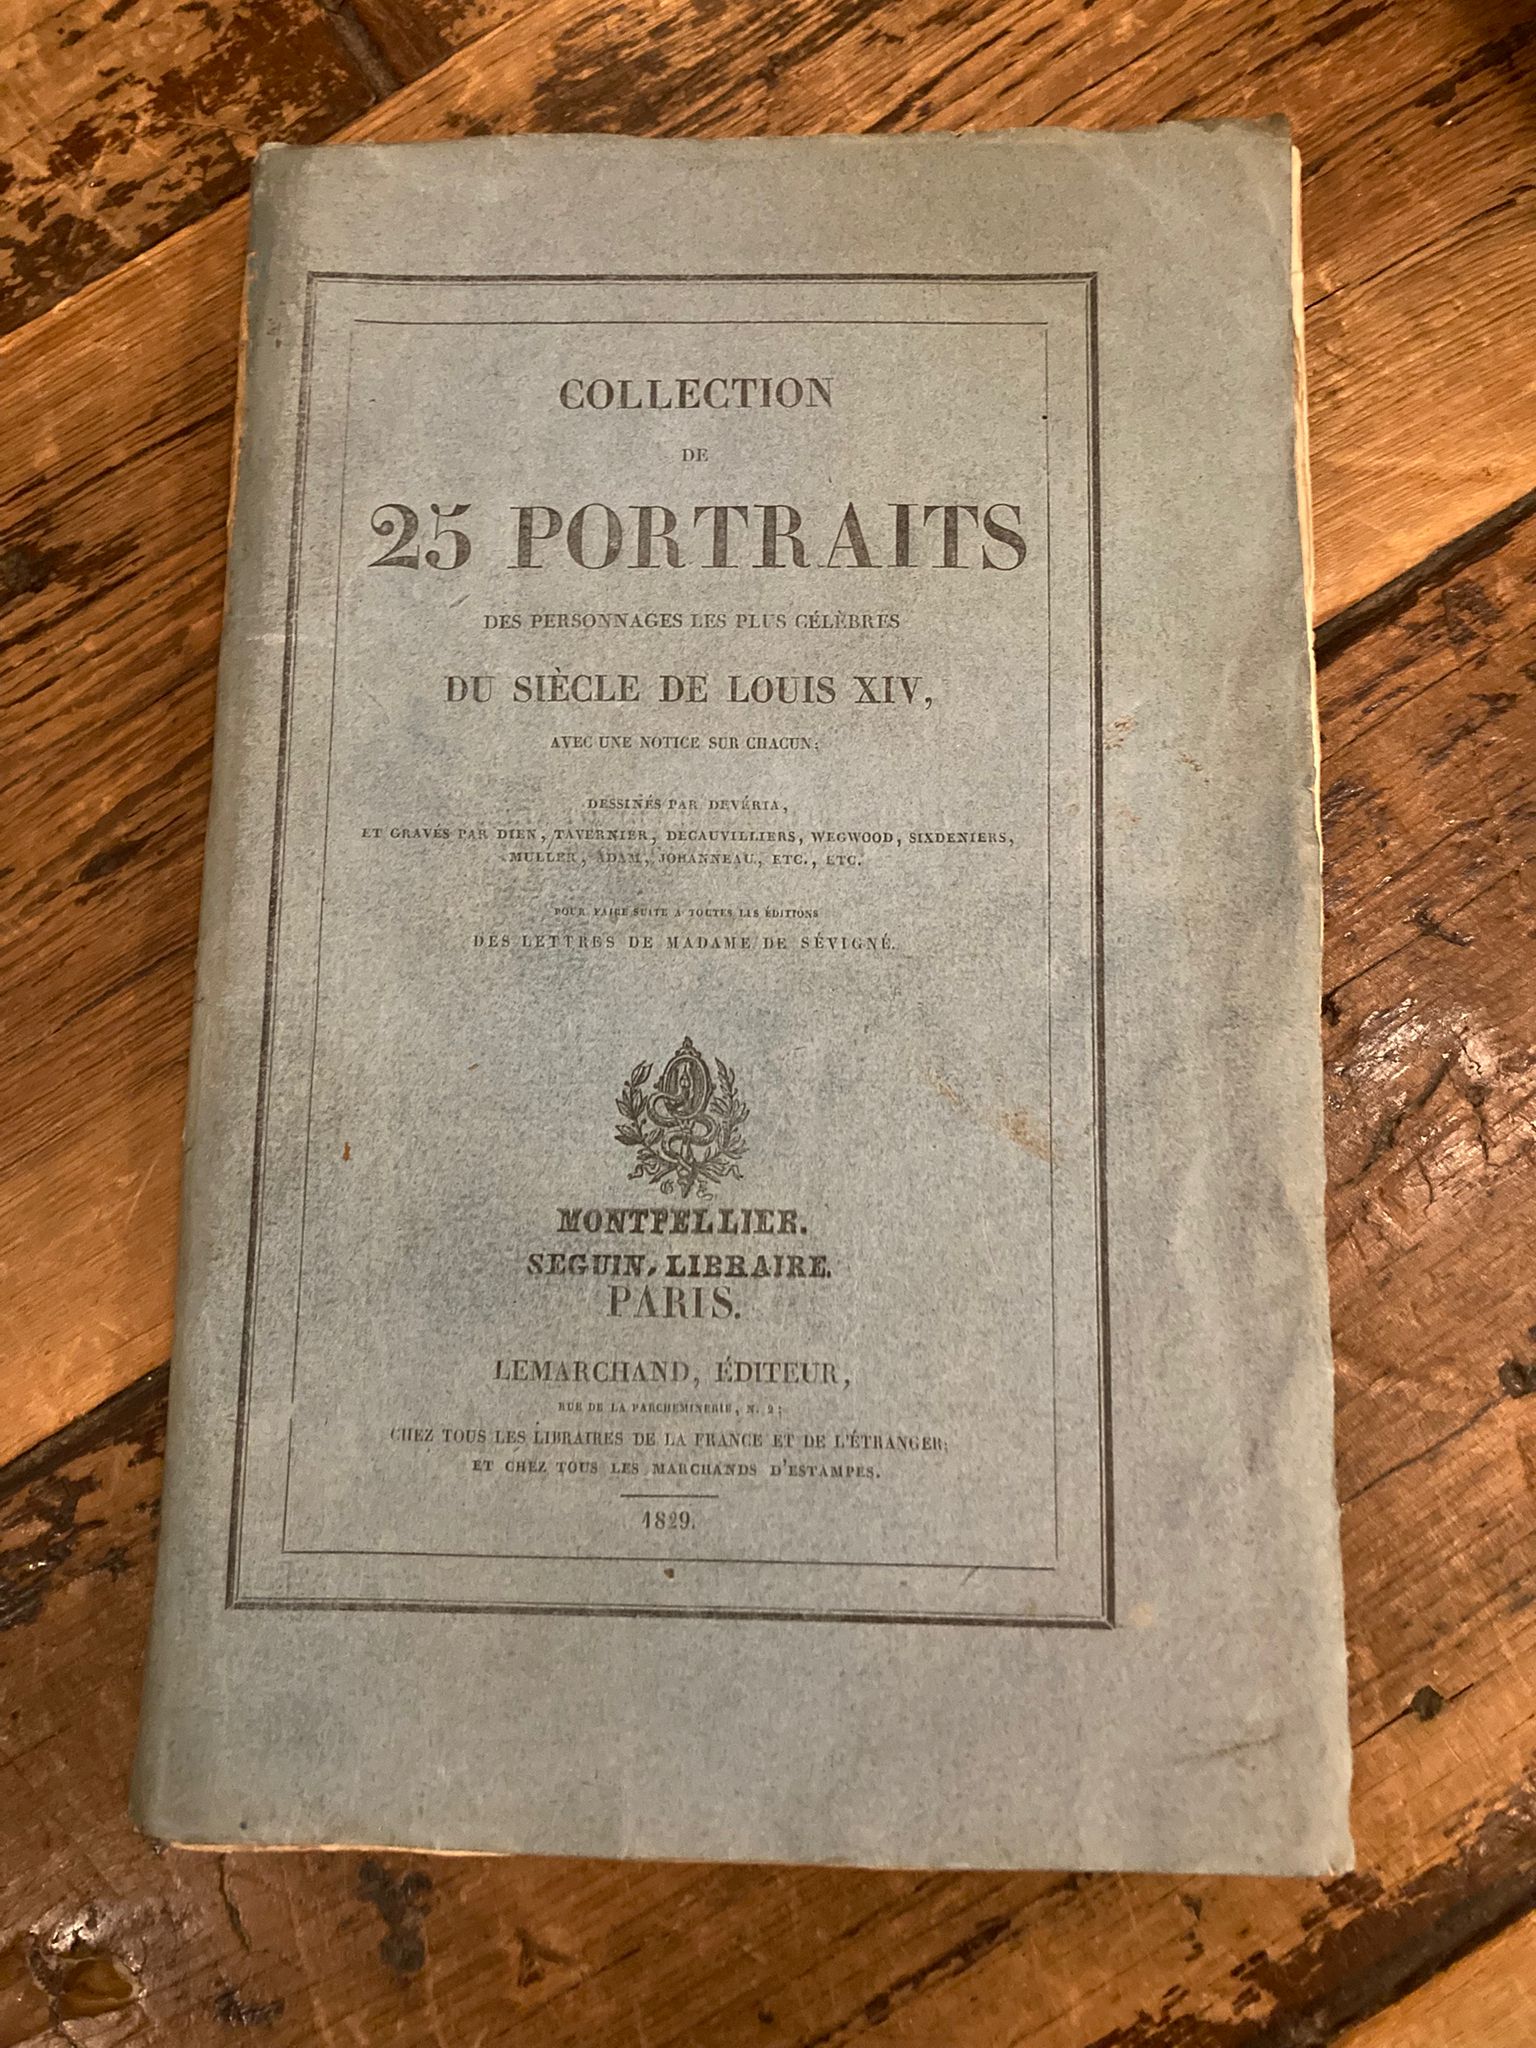 COLLECTION
DE
25 PORTRAITS
DES PERSONNAGES LES PLUS CÉLÈBRES
DU SIÈCLE DE LOUIS XIV,
AVEC UNE NOTICE SUR CHACUN;
DESSINÉS PAR DEVÉRIA,
ET GRAVÉS PAR DIEN, TAVERNIER, DECAUVILLIERS, WEGWOOD, SIXDENIERS,
MULLER, ADAM, JOHANNEAU, ETC., ETC.
POUR FAIRE SUITE A TOUTES LES ÉDITIONS
DES LETTRES DE MADAME DE SÉVIGNÉ.
MONTPELLIER.
SEGUIN, LIBRAIRE.
PARIS.
LEMARCHAND, ÉDITEUR,
RUE DE LA PARCHEMINERIE, N. 2;
CHEZ TOUS LES LIBRAIRES DE LA FRANCE ET DE L'ÉTRANGER;
ET CHEZ TOUS LES MARCHANDS D'ESTAMPES.
1829.